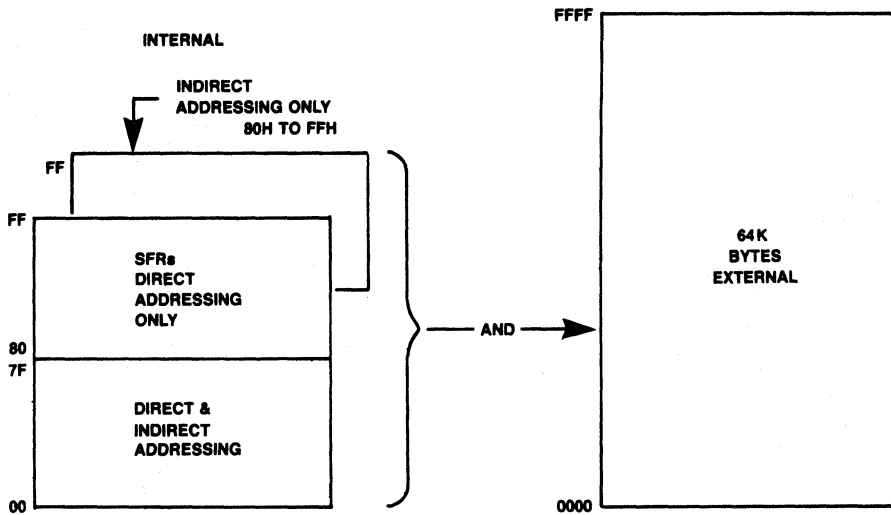 INTERNAL
INDIRECT
ADDRESSING ONLY
80H TO FFH
FF
FF
SFRs
DIRECT
ADDRESSING
ONLY
80
7F
DIRECT &
INDIRECT
ADDRESSING
00
AND
FFFF
64K
BYTES
EXTERNAL
0000